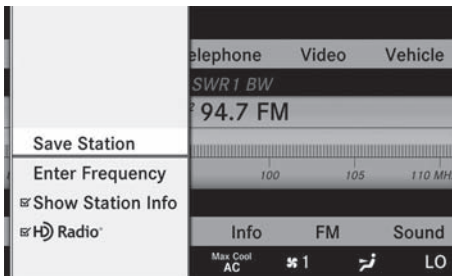 elephone Video Vehicle
SWR1 BW
2 94.7 FM
Save Station
Enter Frequency
100 105 110 MH
Show Station Info
HD Radio
Info FM Sound
Max Cool
AC 1 LO